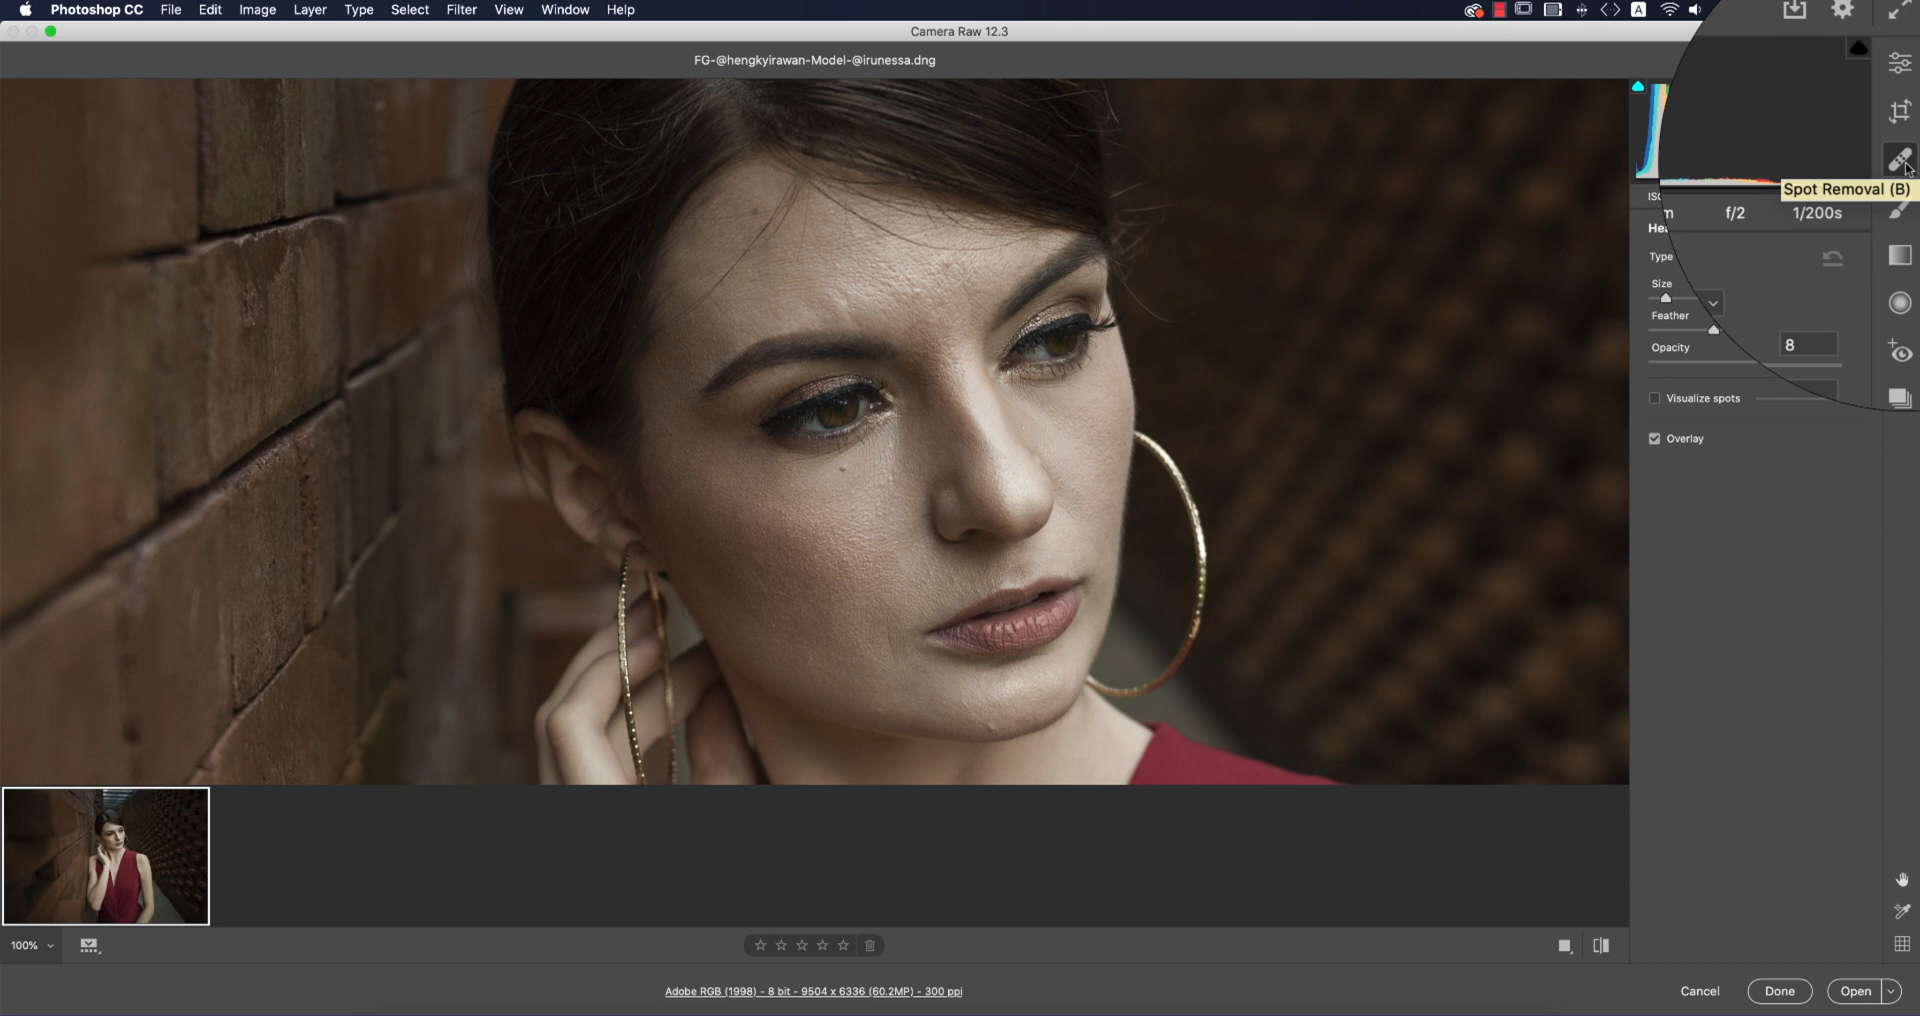 Photoshop CC File Edit Image Layer Type Select Filter View Window Help
A
Camera Raw 12.3
FG-@hengkyirawan-Model-@irunessa.dng
Spot Removal (B)
f/2 1/200s
Type
Size
Feather
Opacity
8
Visualize spots
Overlay
100%
Adobe RGB (1998) - 8 bit - 9504 x 6336 (60.2MP) - 300 ppi
Cancel Done Open